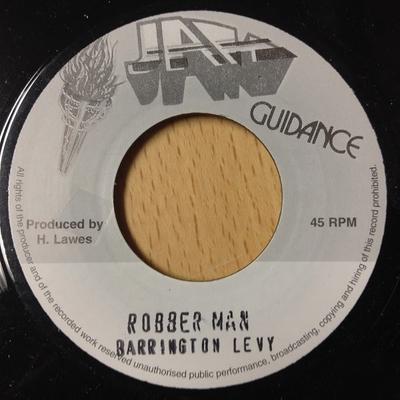 JAH
GUIDANCE
Produced by
H. Lawes
45 RPM
ROBBER MAN
BARRINGTON LEVY
All rights of the producer and of the recorded work reserved unauthorised public performance, broadcasting, copying and hiring of this record prohibited.